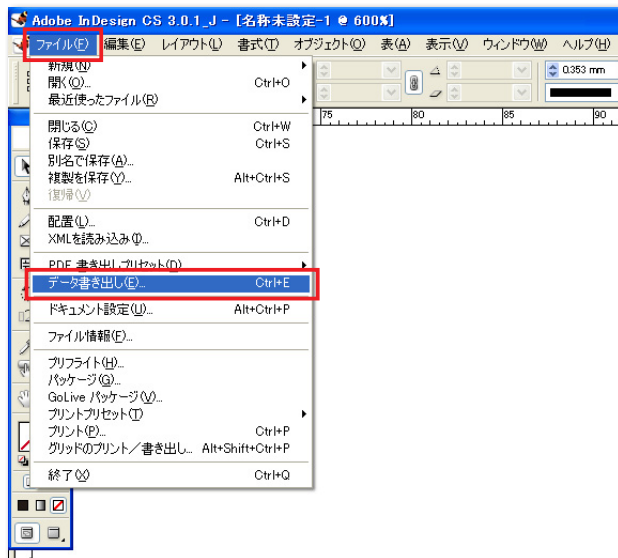 Adobe InDesign CS 3.0.1_J - [名称未設定-1 @ 600%]
ファイル(F) 編集(E) レイアウト(L) 書式(T) オブジェクト(O) 表(A) 表示(V) ウィンドウ(W) ヘルプ(H)
新規(N)
開く(O)... Ctrl+O
最近使ったファイル(R)
閉じる(C) Ctrl+W
保存(S) Ctrl+S
別名で保存(A)...
複製を保存(Y)... Alt+Ctrl+S
復帰(V)
配置(L)... Ctrl+D
XMLを読み込み(I)...
PDF 書き出しプリセット(D)
データ書き出し(E)... Ctrl+E
ドキュメント設定(U)... Alt+Ctrl+P
ファイル情報(F)...
プリフライト(H)...
パッケージ(G)...
GoLive パッケージ(V)...
プリントプリセット(T)
プリント(P)... Ctrl+P
グリッドのプリント/書き出し... Alt+Shift+Ctrl+P
終了(X) Ctrl+Q
0.353 mm
75 80 85 90